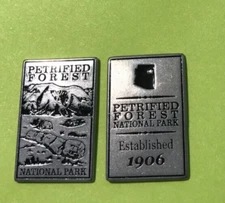 PETRIFIED
FOREST
NATIONAL PARK
PETRIFIED
FOREST
NATIONAL PARK
Established
1906